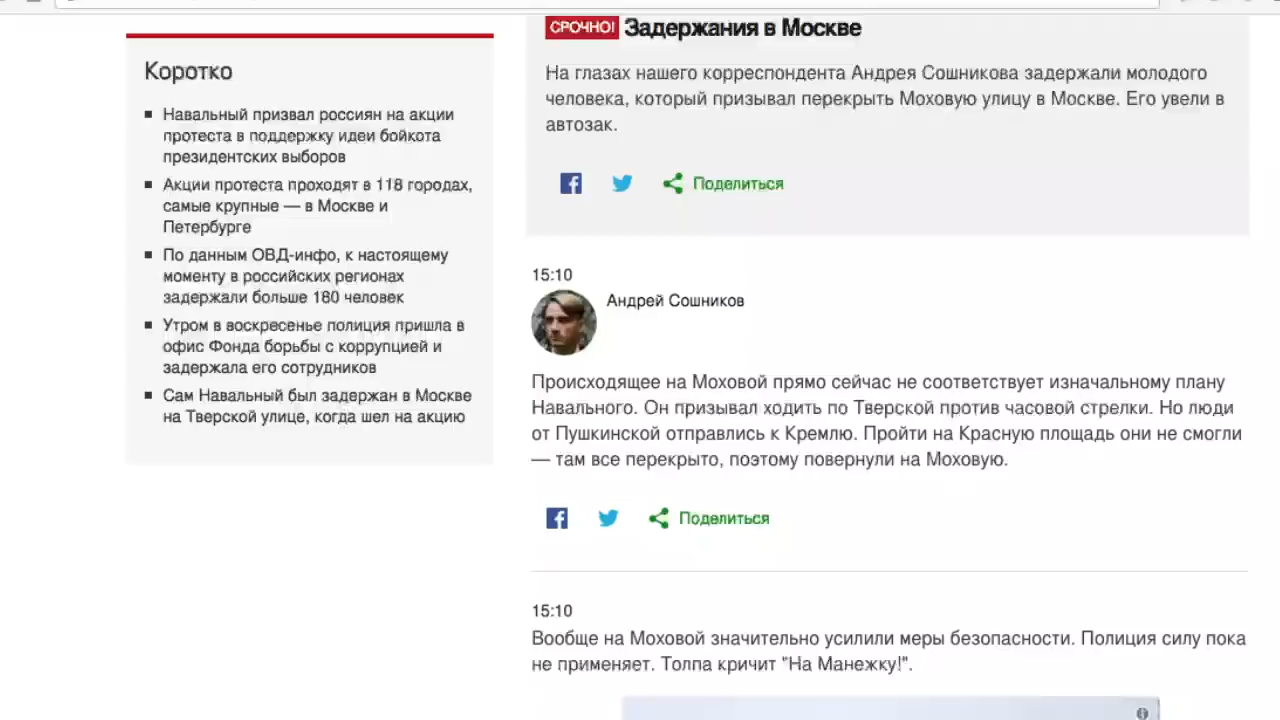 Коротко
Навальный призвал россиян на акции
протеста в поддержку идеи бойкота
президентских выборов
Акции протеста проходят в 118 городах,
самые крупные — в Москве и
Петербурге
По данным ОВД-инфо, к настоящему
моменту в российских регионах
задержали больше 180 человек
Утром в воскресенье полиция пришла в
офис Фонда борьбы с коррупцией и
задержала его сотрудников
Сам Навальный был задержан в Москве
на Тверской улице, когда шел на акцию
СРОЧНО! Задержания в Москве
На глазах нашего корреспондента Андрея Сошникова задержали молодого
человека, который призывал перекрыть Моховую улицу в Москве. Его увели в
автозак.
Поделиться
15:10
Андрей Сошников
Происходящее на Моховой прямо сейчас не соответствует изначальному плану
Навального. Он призывал ходить по Тверской против часовой стрелки. Но люди
от Пушкинской отправлись к Кремлю. Пройти на Красную площадь они не смогли
— там все перекрыто, поэтому повернули на Моховую.
Поделиться
15:10
Вообще на Моховой значительно усилили меры безопасности. Полиция силу пока
не применяет. Толпа кричит "На Манежку!".